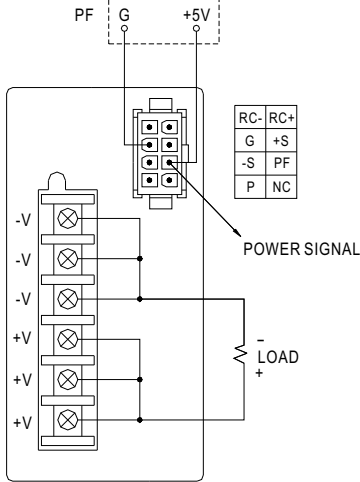 PF G +5V
RC- RC+
G +S
-S PF
P NC
POWER SIGNAL
-V
-V
-V
+V
+V
+V
-
LOAD
+